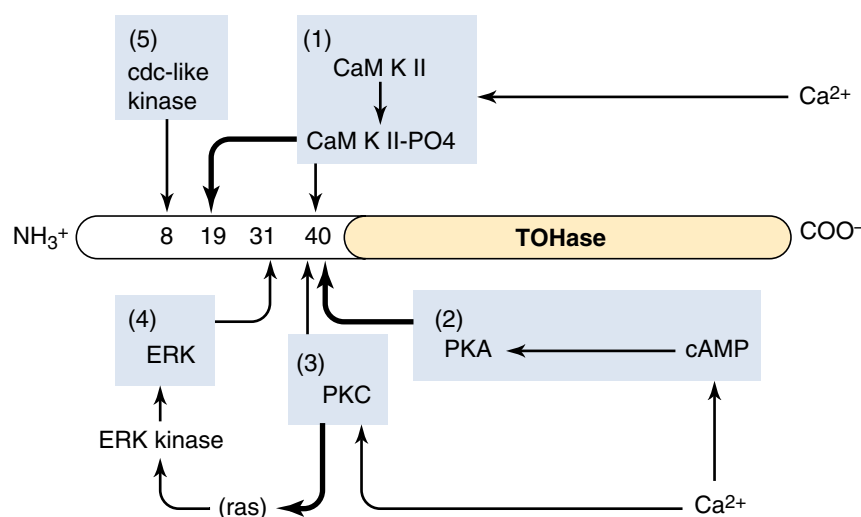 (5)
cdc-like
kinase
(1)
CaM K II
CaM K II-PO4
Ca²⁺
NH₃⁺
8 19 31 40
TOHase
COO⁻
(4)
ERK
(3)
PKC
(2)
PKA
cAMP
ERK kinase
(ras)
Ca²⁺